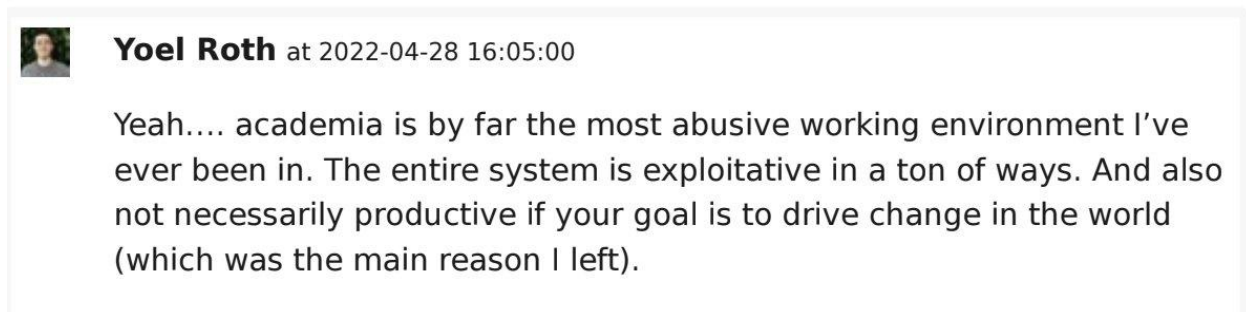 Yoel Roth at 2022-04-28 16:05:00
Yeah.... academia is by far the most abusive working environment I’ve
ever been in. The entire system is exploitative in a ton of ways. And also
not necessarily productive if your goal is to drive change in the world
(which was the main reason I left).